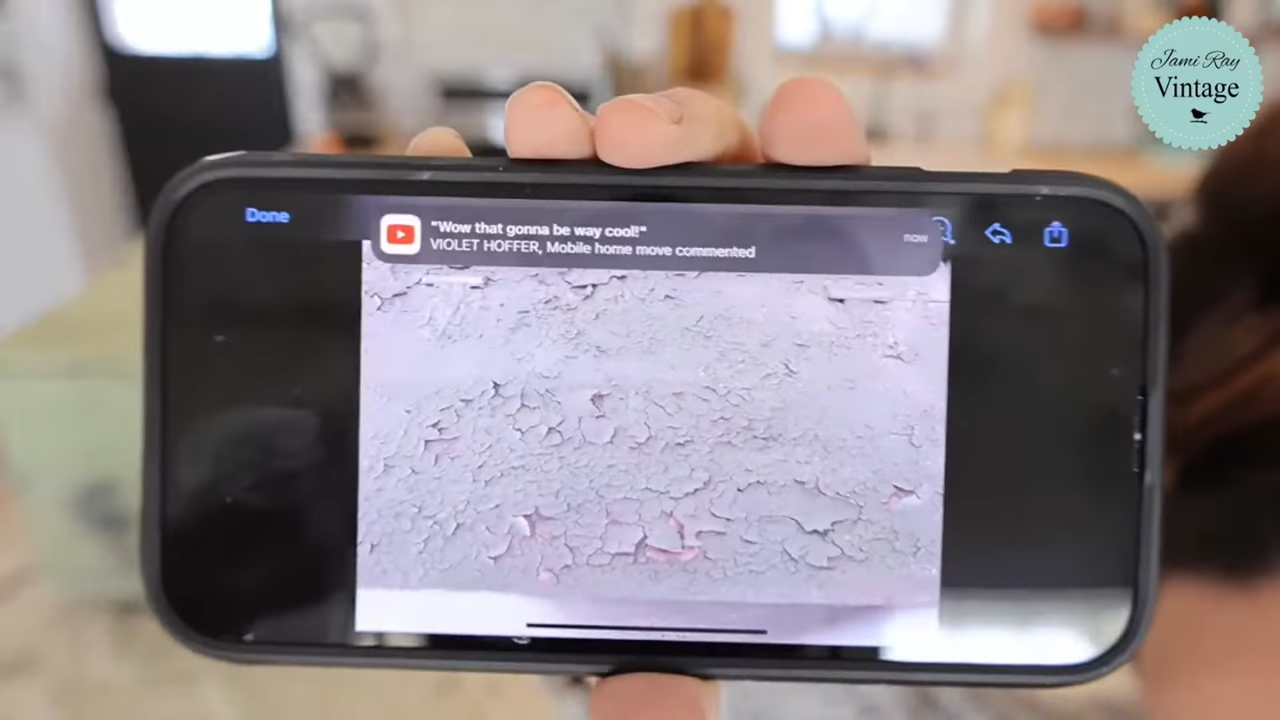 Jami Ray
Vintage
Done
"Wow that gonna be way cool!"
VIOLET HOFFER, Mobile home move commented
now